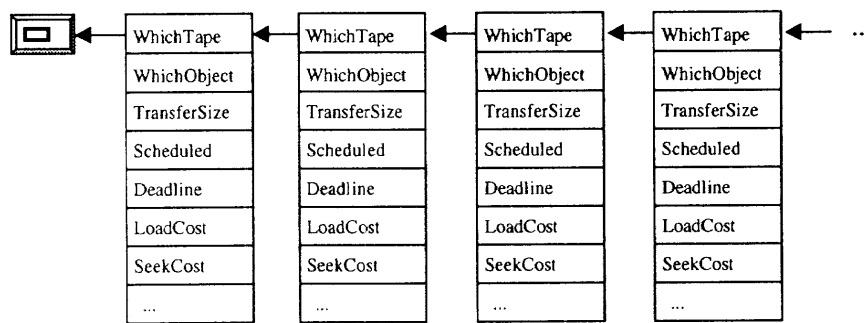 WhichTape
WhichObject
TransferSize
Scheduled
Deadline
LoadCost
SeekCost
...
WhichTape
WhichObject
TransferSize
Scheduled
Deadline
LoadCost
SeekCost
...
WhichTape
WhichObject
TransferSize
Scheduled
Deadline
LoadCost
SeekCost
...
WhichTape
WhichObject
TransferSize
Scheduled
Deadline
LoadCost
SeekCost
...
..